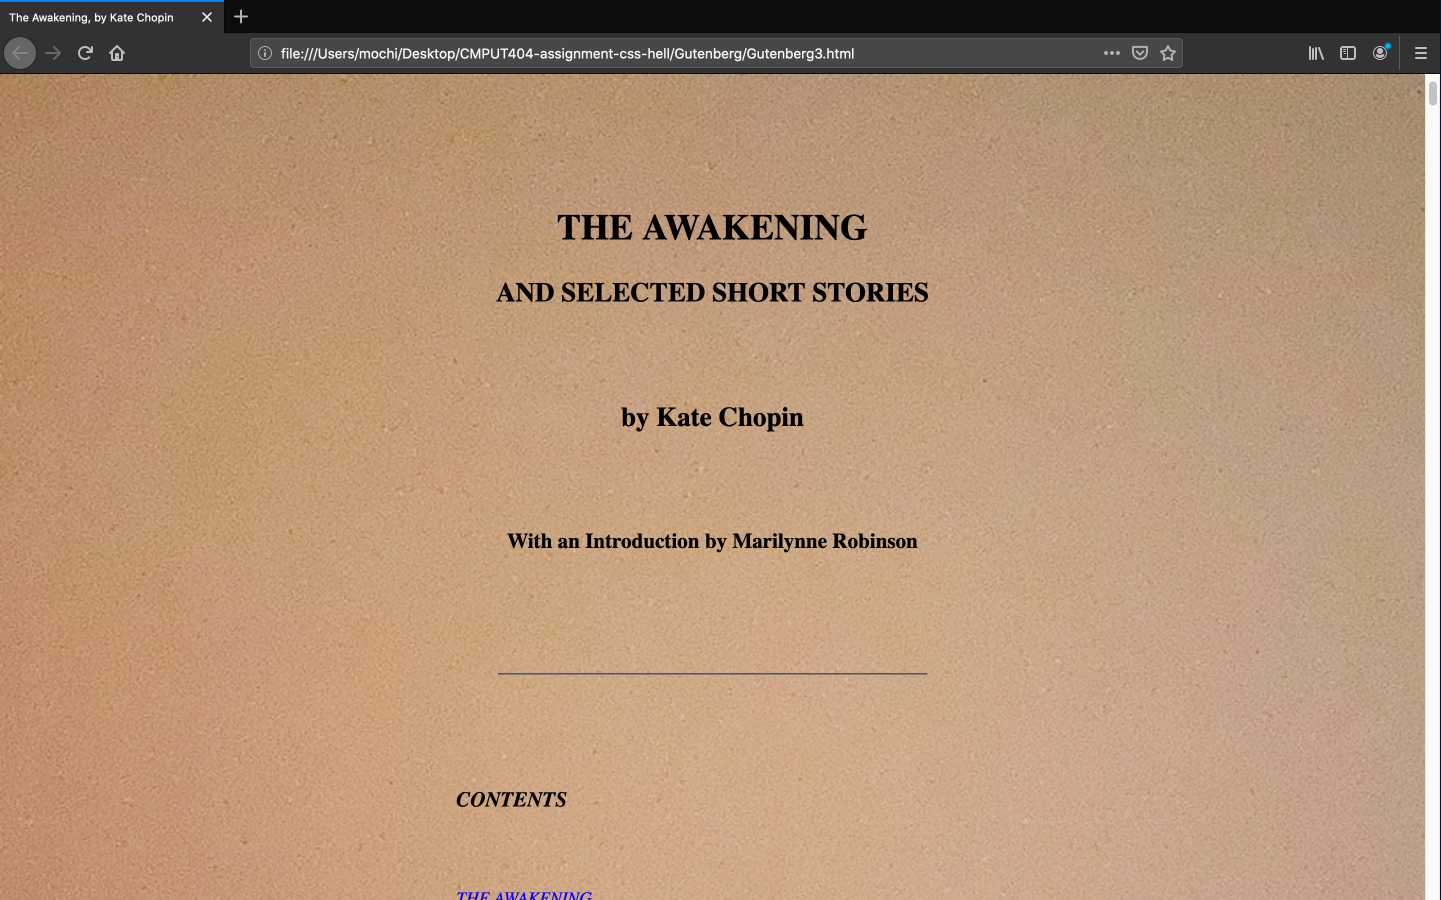 The Awakening, by Kate Chopin
file:///Users/mochi/Desktop/CMPUT404-assignment-css-hell/Gutenberg/Gutenberg3.html
THE AWAKENING
AND SELECTED SHORT STORIES
by Kate Chopin
With an Introduction by Marilynne Robinson
CONTENTS
THE AWAKENING